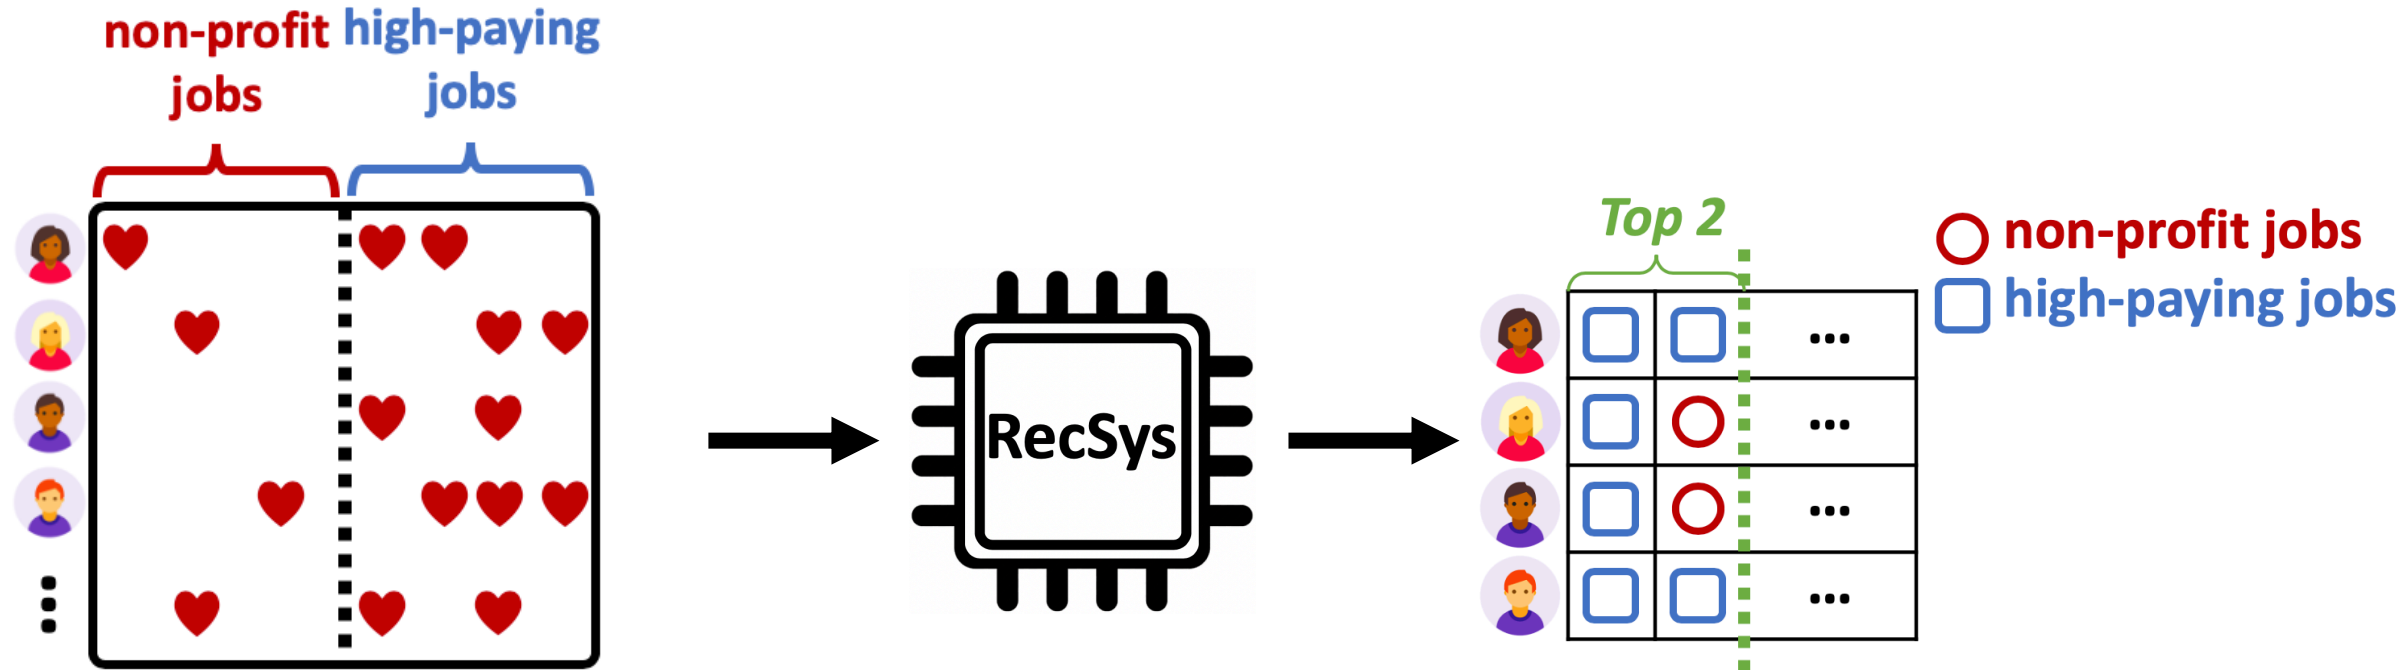 non-profit
jobs
high-paying
jobs
RecSys
Top 2
...
...
...
...
non-profit jobs
high-paying jobs